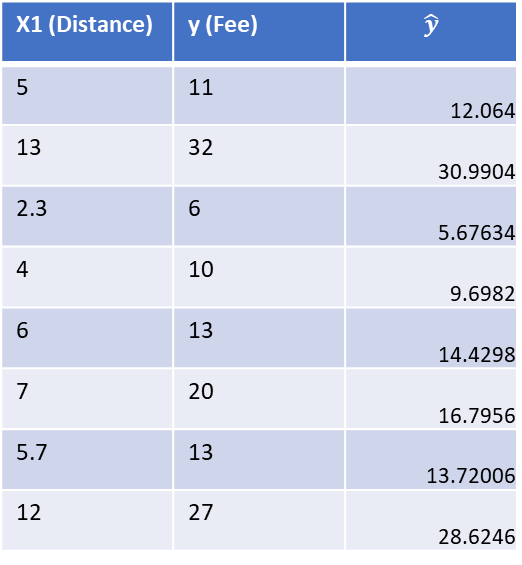 X1 (Distance) y (Fee) ŷ
5 11 12.064
13 32 30.9904
2.3 6 5.67634
4 10 9.6982
6 13 14.4298
7 20 16.7956
5.7 13 13.72006
12 27 28.6246